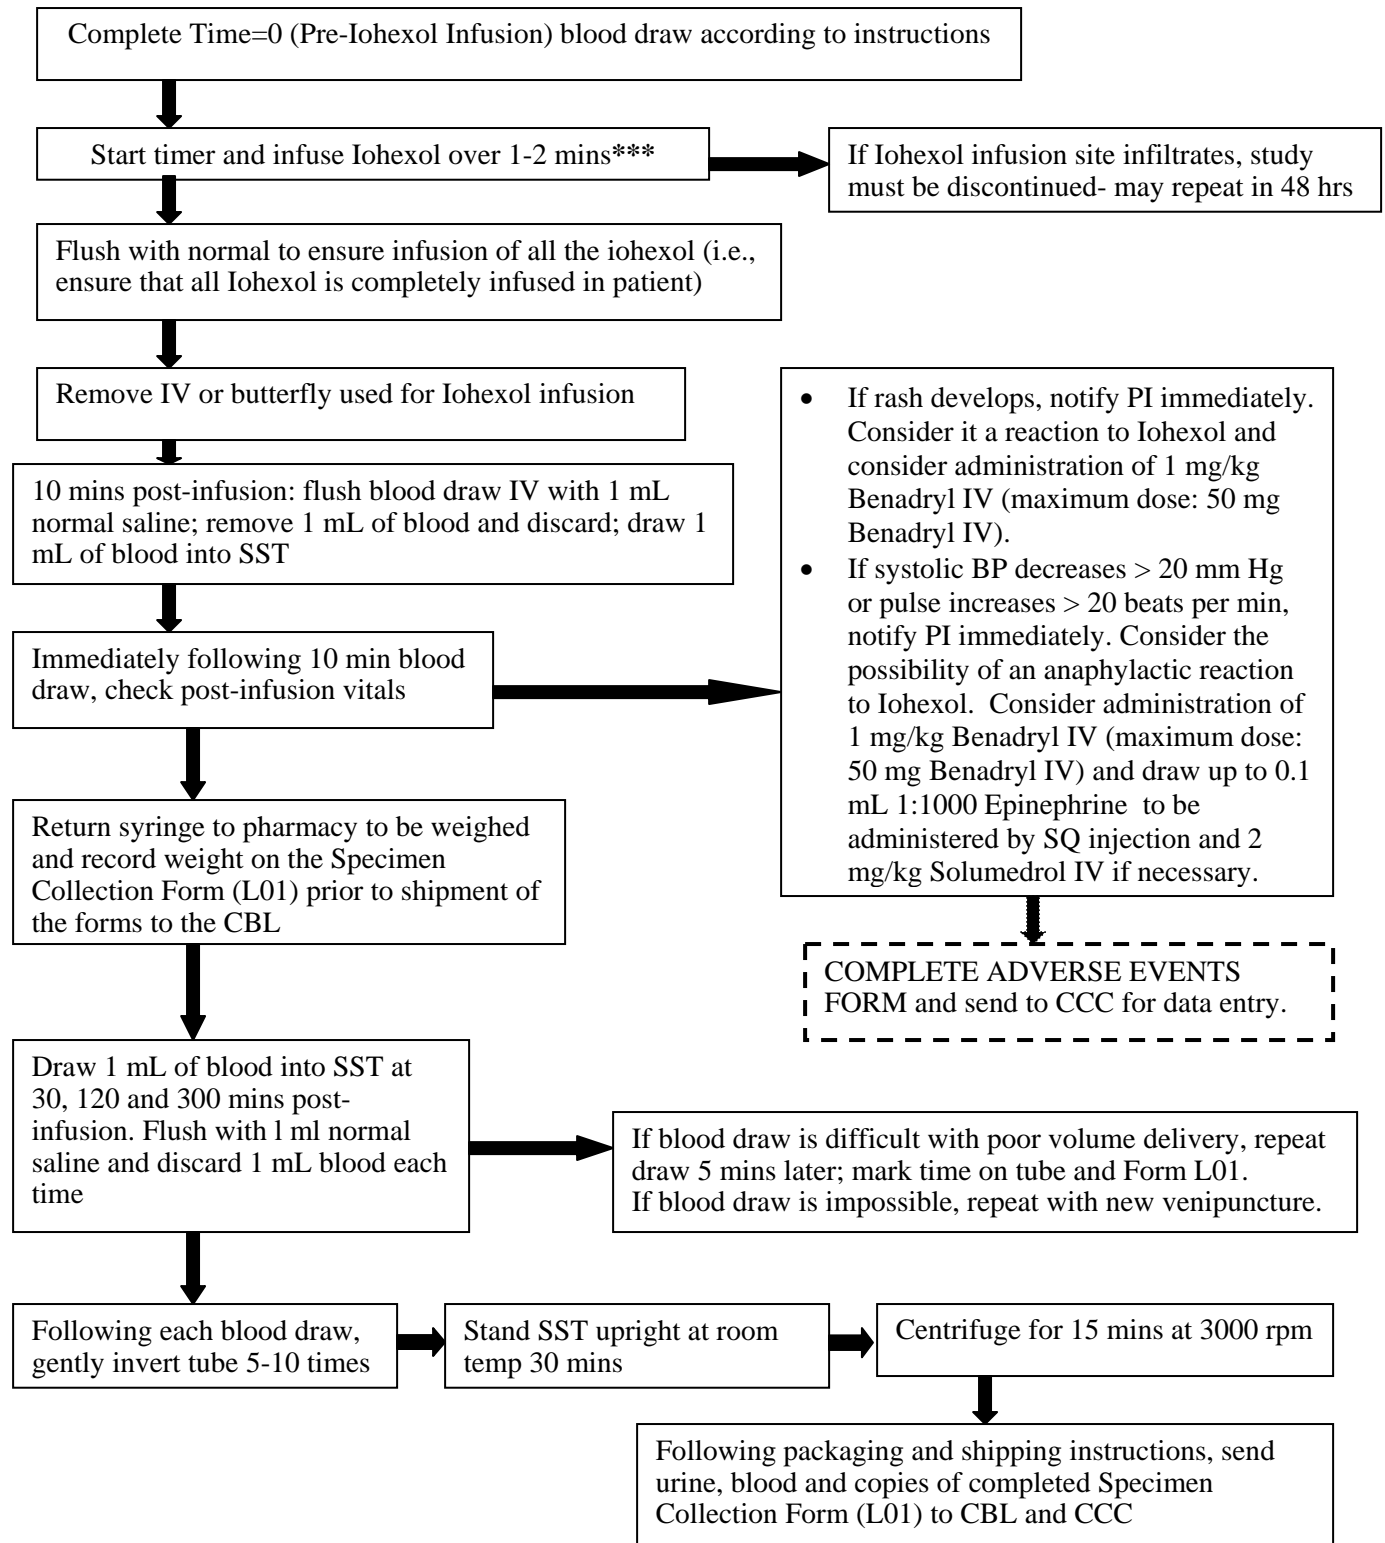 Complete Time=0 (Pre-Iohexol Infusion) blood draw according to instructions
Start timer and infuse Iohexol over 1-2 mins***
If Iohexol infusion site infiltrates, study
must be discontinued- may repeat in 48 hrs
Flush with normal to ensure infusion of all the iohexol (i.e.,
ensure that all Iohexol is completely infused in patient)
Remove IV or butterfly used for Iohexol infusion
10 mins post-infusion: flush blood draw IV with 1 mL
normal saline; remove 1 mL of blood and discard; draw 1
mL of blood into SST
Immediately following 10 min blood
draw, check post-infusion vitals
• If rash develops, notify PI immediately.
Consider it a reaction to Iohexol and
consider administration of 1 mg/kg
Benadryl IV (maximum dose: 50 mg
Benadryl IV).
• If systolic BP decreases > 20 mm Hg
or pulse increases > 20 beats per min,
notify PI immediately. Consider the
possibility of an anaphylactic reaction
to Iohexol.  Consider administration of
1 mg/kg Benadryl IV (maximum dose:
50 mg Benadryl IV) and draw up to 0.1
mL 1:1000 Epinephrine  to be
administered by SQ injection and 2
mg/kg Solumedrol IV if necessary.
COMPLETE ADVERSE EVENTS
FORM and send to CCC for data entry.
Return syringe to pharmacy to be weighed
and record weight on the Specimen
Collection Form (L01) prior to shipment of
the forms to the CBL
Draw 1 mL of blood into SST at
30, 120 and 300 mins post-
infusion. Flush with l ml normal
saline and discard 1 mL blood each
time
If blood draw is difficult with poor volume delivery, repeat
draw 5 mins later; mark time on tube and Form L01.
If blood draw is impossible, repeat with new venipuncture.
Following each blood draw,
gently invert tube 5-10 times
Stand SST upright at room
temp 30 mins
Centrifuge for 15 mins at 3000 rpm
Following packaging and shipping instructions, send
urine, blood and copies of completed Specimen
Collection Form (L01) to CBL and CCC